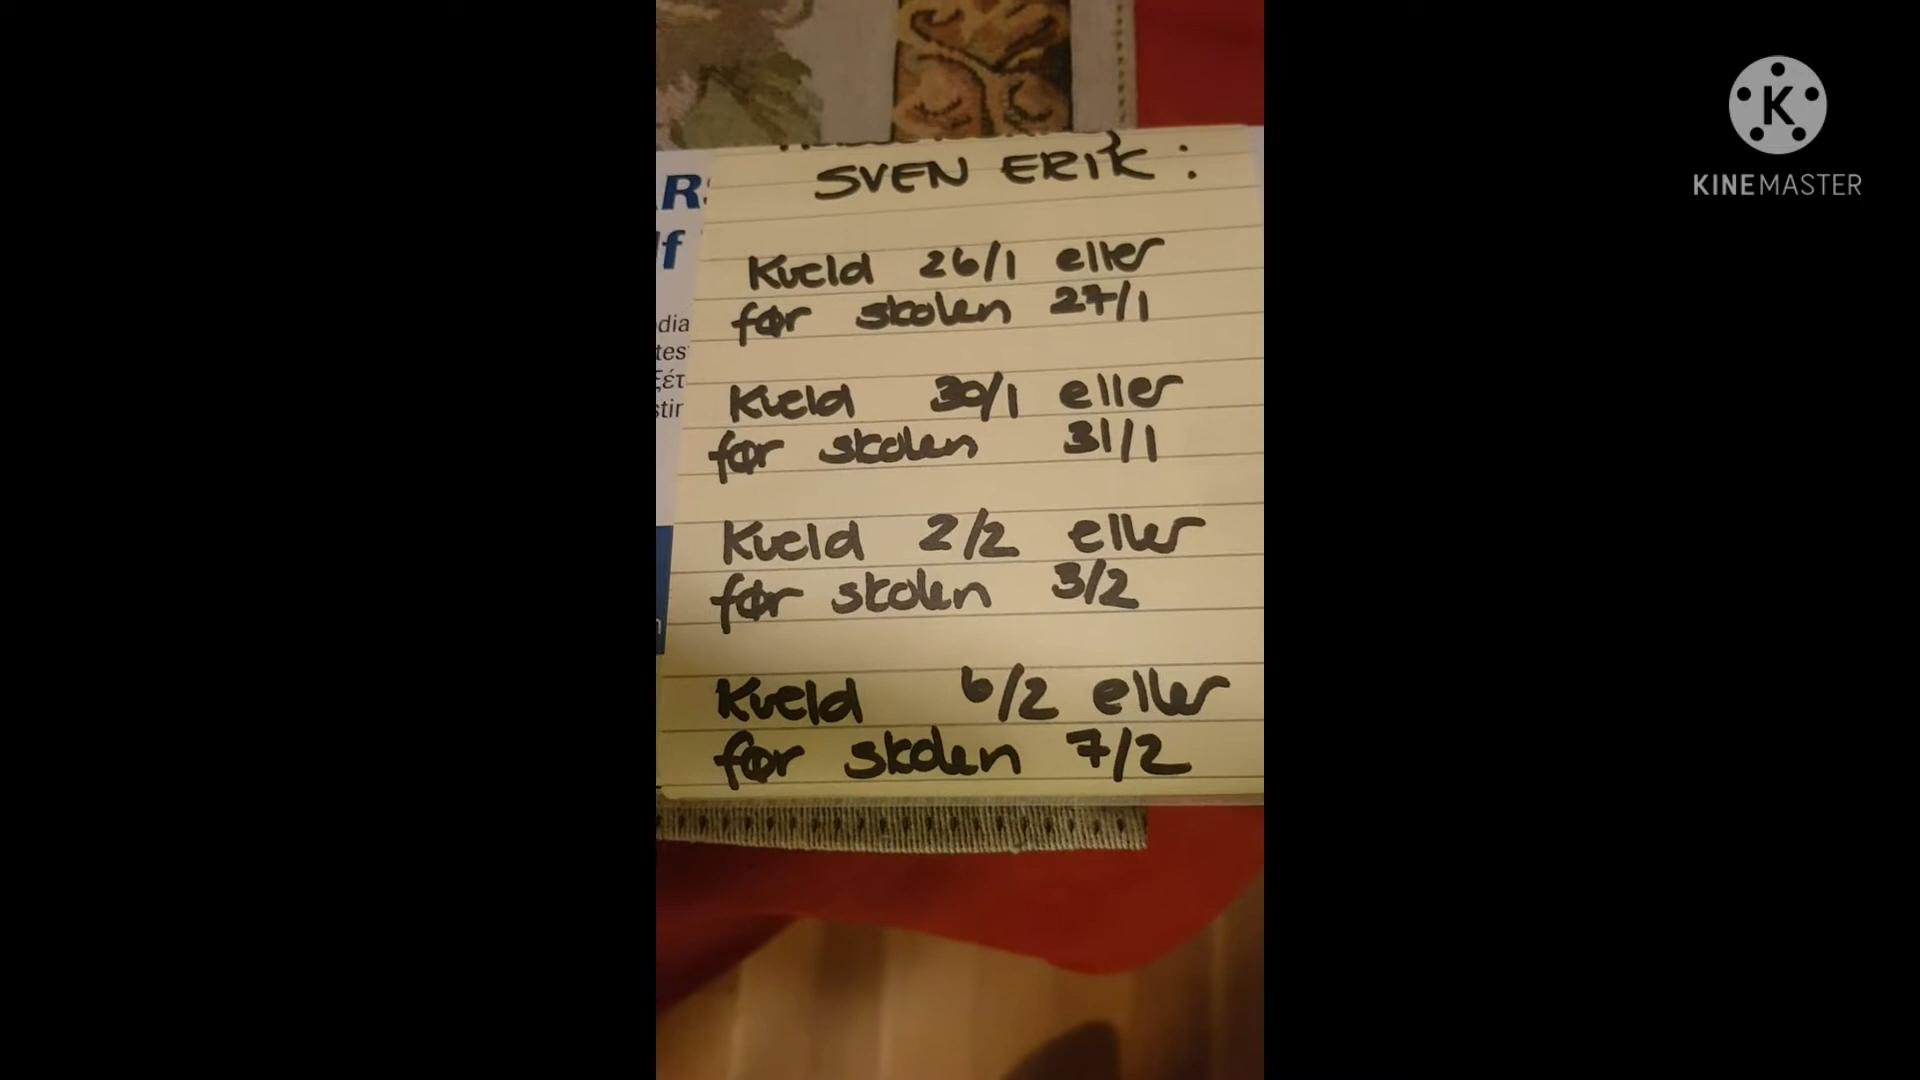 SVEN ERIK:
Kveld 26/1 eller
før skolen 27/1
Kveld 30/1 eller
før skolen 31/1
Kveld 2/2 eller
før skolen 3/2
Kveld 6/2 eller
før skolen 7/2
K
KINEMASTER